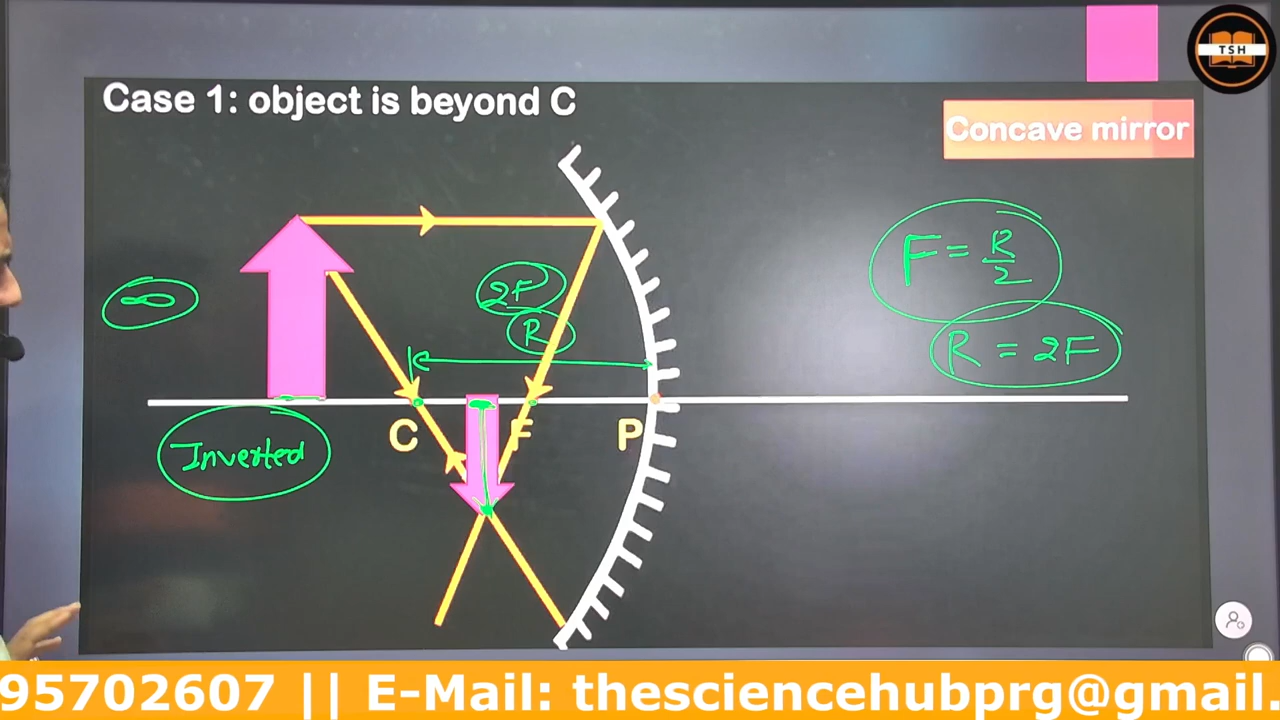 TSH
Case 1: object is beyond C
Concave mirror
F = R/2
R = 2F
∞
2F
R
C
F
P
Inverted
95702607 || E-Mail: thesciencehubprg@gmail.